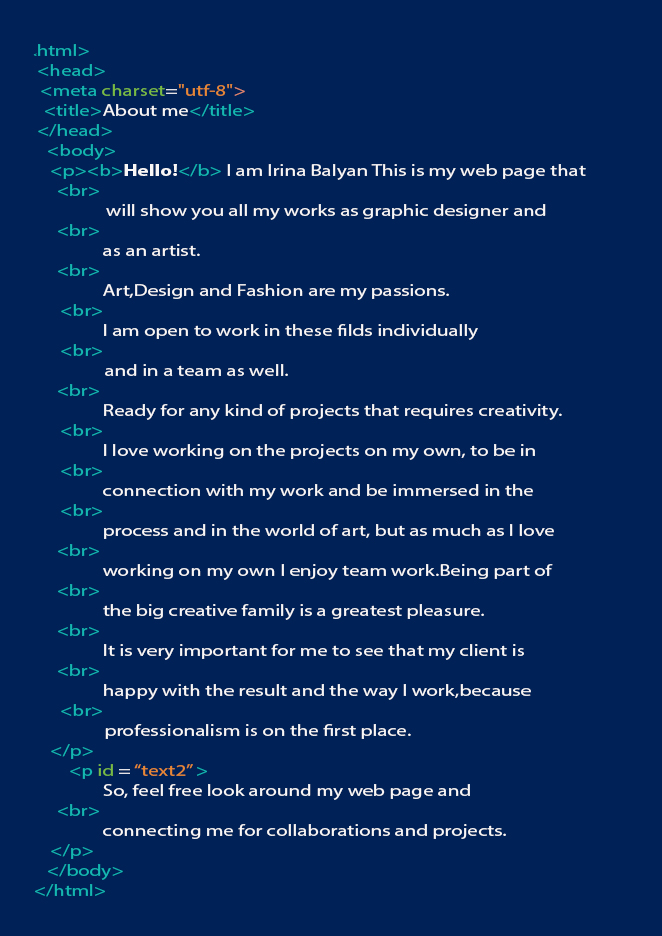 .html>
<head>
<meta charset="utf-8">
<title>About me</title>
</head>
<body>
<p><b>Hello!</b> I am Irina Balyan This is my web page that
<br>
will show you all my works as graphic designer and
<br>
as an artist.
<br>
Art,Design and Fashion are my passions.
<br>
I am open to work in these filds individually
<br>
and in a team as well.
<br>
Ready for any kind of projects that requires creativity.
<br>
I love working on the projects on my own, to be in
<br>
connection with my work and be immersed in the
<br>
process and in the world of art, but as much as I love
<br>
working on my own I enjoy team work.Being part of
<br>
the big creative family is a greatest pleasure.
<br>
It is very important for me to see that my client is
<br>
happy with the result and the way I work,because
<br>
professionalism is on the first place.
</p>
<p id = “text2”>
So, feel free look around my web page and
<br>
connecting me for collaborations and projects.
</p>
</body>
</html>